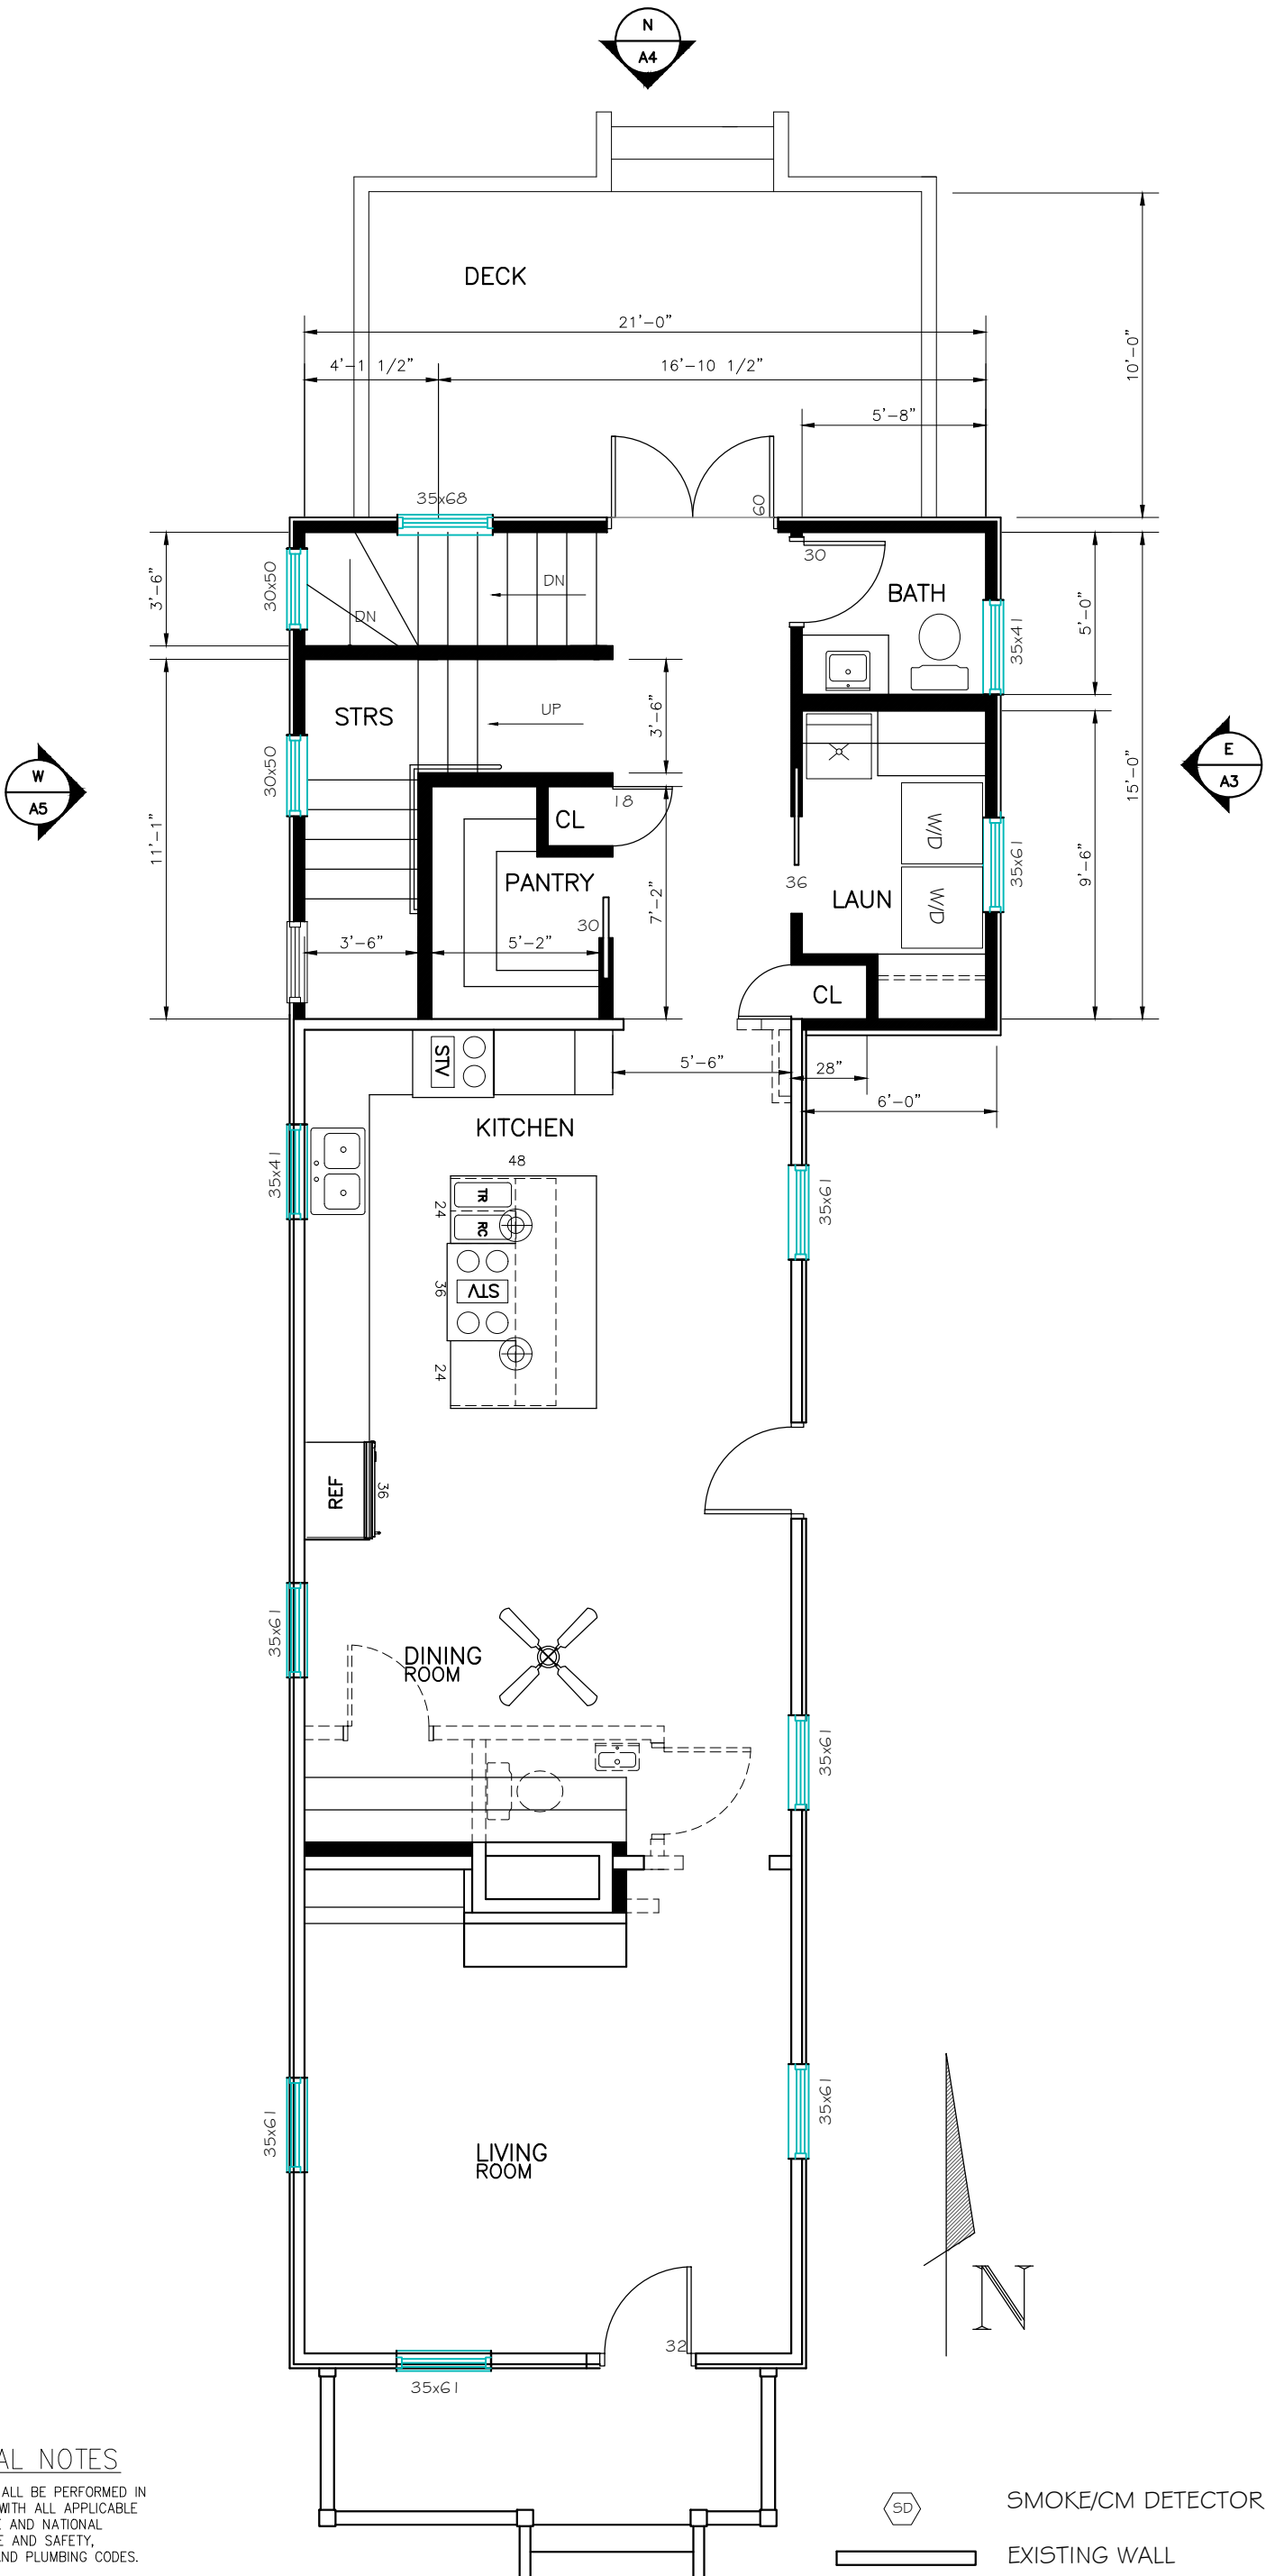 N
A4
DECK
21'-0"
4'-1 1/2"
16'-10 1/2"
10'-0"
5'-8"
35x68
60
30
3'-6"
30x50
DN
DN
BATH
35x41
5'-0"
STRS
UP
3'-6"
W
A5
E
A3
30x50
11'-1"
18
CL
15'-0"
PANTRY
W/D
35x61
36
LAUN
9'-6"
7'-2"
30
W/D
3'-6"
5'-2"
CL
STV
5'-6"
28"
6'-0"
KITCHEN
48
35x41
TR
24
RC
35x61
36
STV
24
REF
36
35x61
DINING
ROOM
35x61
35x61
35x61
LIVING
ROOM
N
32
35x61
AL NOTES
ALL BE PERFORMED IN
WITH ALL APPLICABLE
AND NATIONAL
E AND SAFETY,
AND PLUMBING CODES.
SD
SMOKE/CM DETECTOR
EXISTING WALL